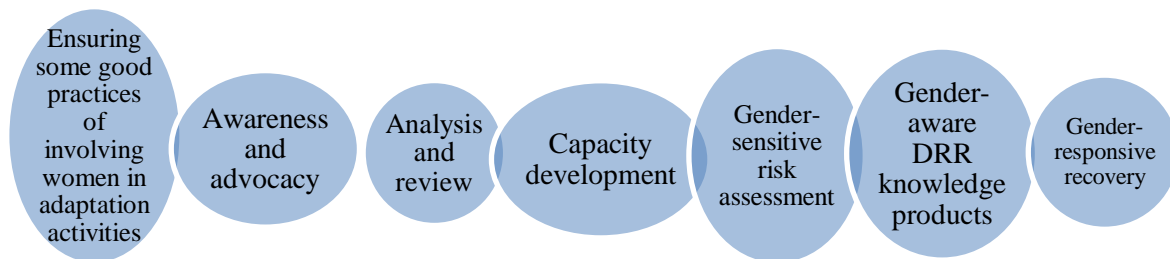 Ensuring
some good
practices
of
involving
women in
adaptation
activities
Awareness
and
advocacy
Analysis
and
review
Capacity
development
Gender-
sensitive
risk
assessment
Gender-
aware
DRR
knowledge
products
Gender-
responsive
recovery